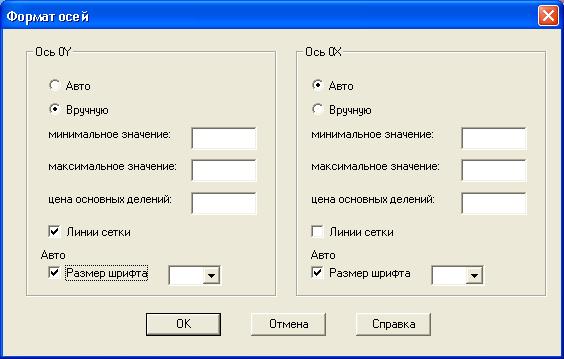 Формат осей
Ось 0Y
Авто
Вручную
минимальное значение:
максимальное значение:
цена основных делений:
Линии сетки
Авто
Размер шрифта
Ось 0X
Авто
Вручную
минимальное значение:
максимальное значение:
цена основных делений:
Линии сетки
Авто
Размер шрифта
OK
Отмена
Справка